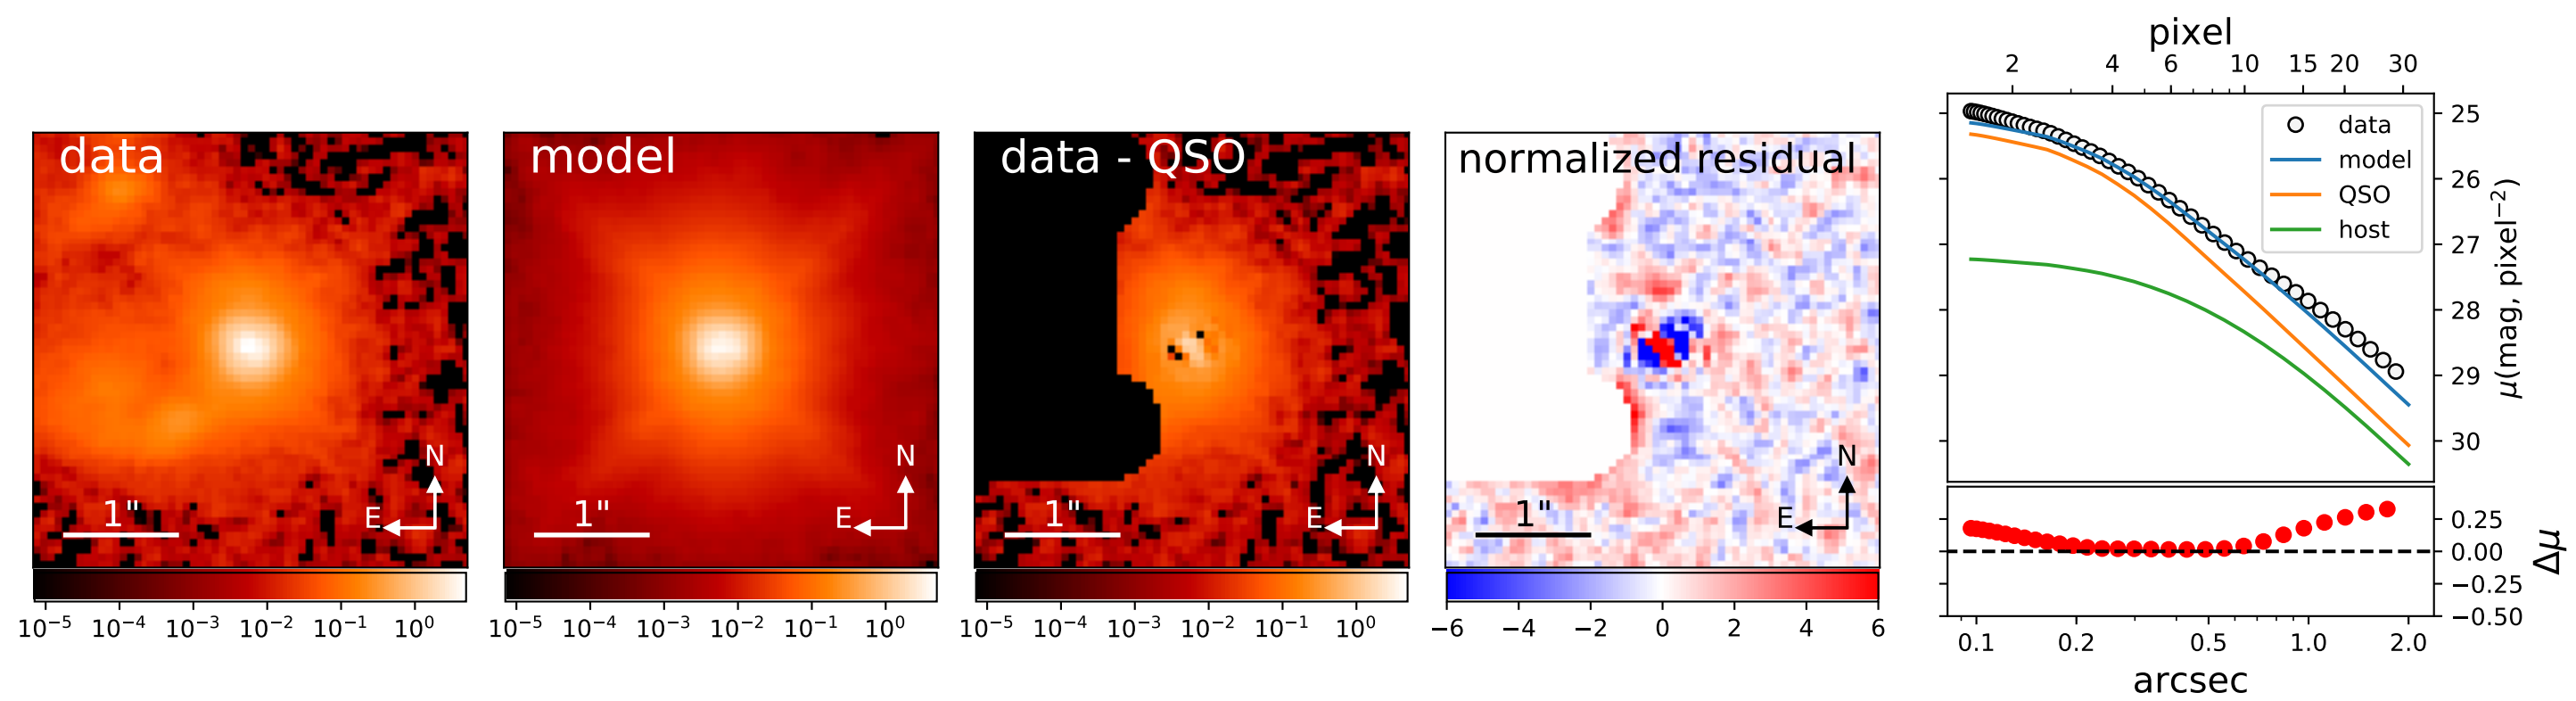 data
N
E
1"
10⁻⁵ 10⁻⁴ 10⁻³ 10⁻² 10⁻¹ 10⁰
model
N
E
1"
10⁻⁵ 10⁻⁴ 10⁻³ 10⁻² 10⁻¹ 10⁰
data - QSO
N
E
1"
10⁻⁵ 10⁻⁴ 10⁻³ 10⁻² 10⁻¹ 10⁰
normalized residual
N
E
1"
−6 −4 −2 0 2 4 6
pixel
2 4 6 10 15 20 30
data
model
QSO
host
25
26
27
28
29
30
μ(mag, pixel⁻²)
0.25
0.00
−0.25
−0.50
Δμ
0.1 0.2 0.5 1.0 2.0
arcsec